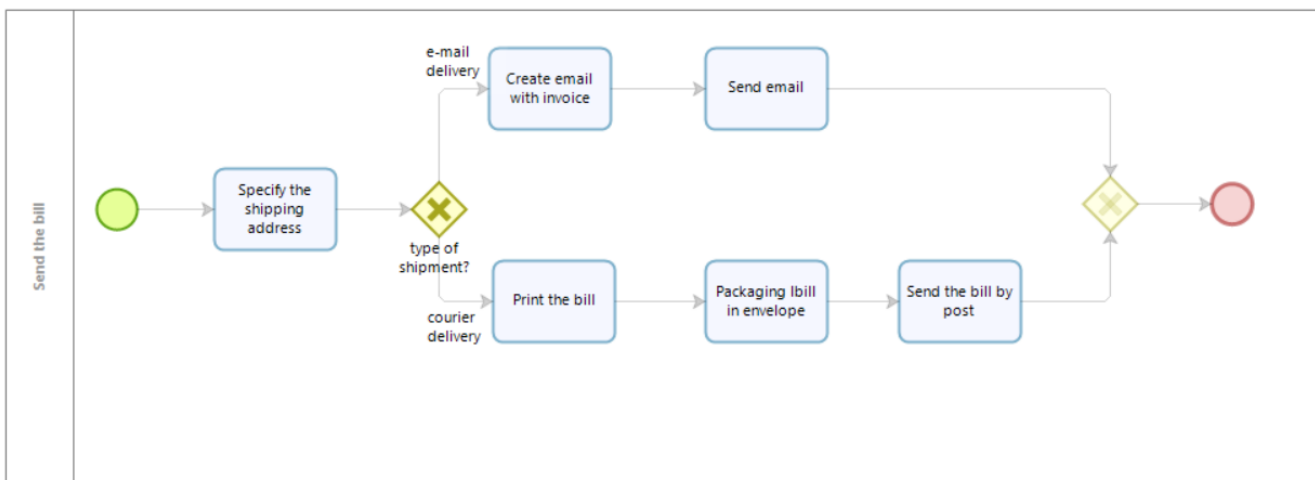 Send the bill
Specify the
shipping
address
type of
shipment?
e-mail
delivery
Create email
with invoice
Send email
courier
delivery
Print the bill
Packaging lbill
in envelope
Send the bill by
post